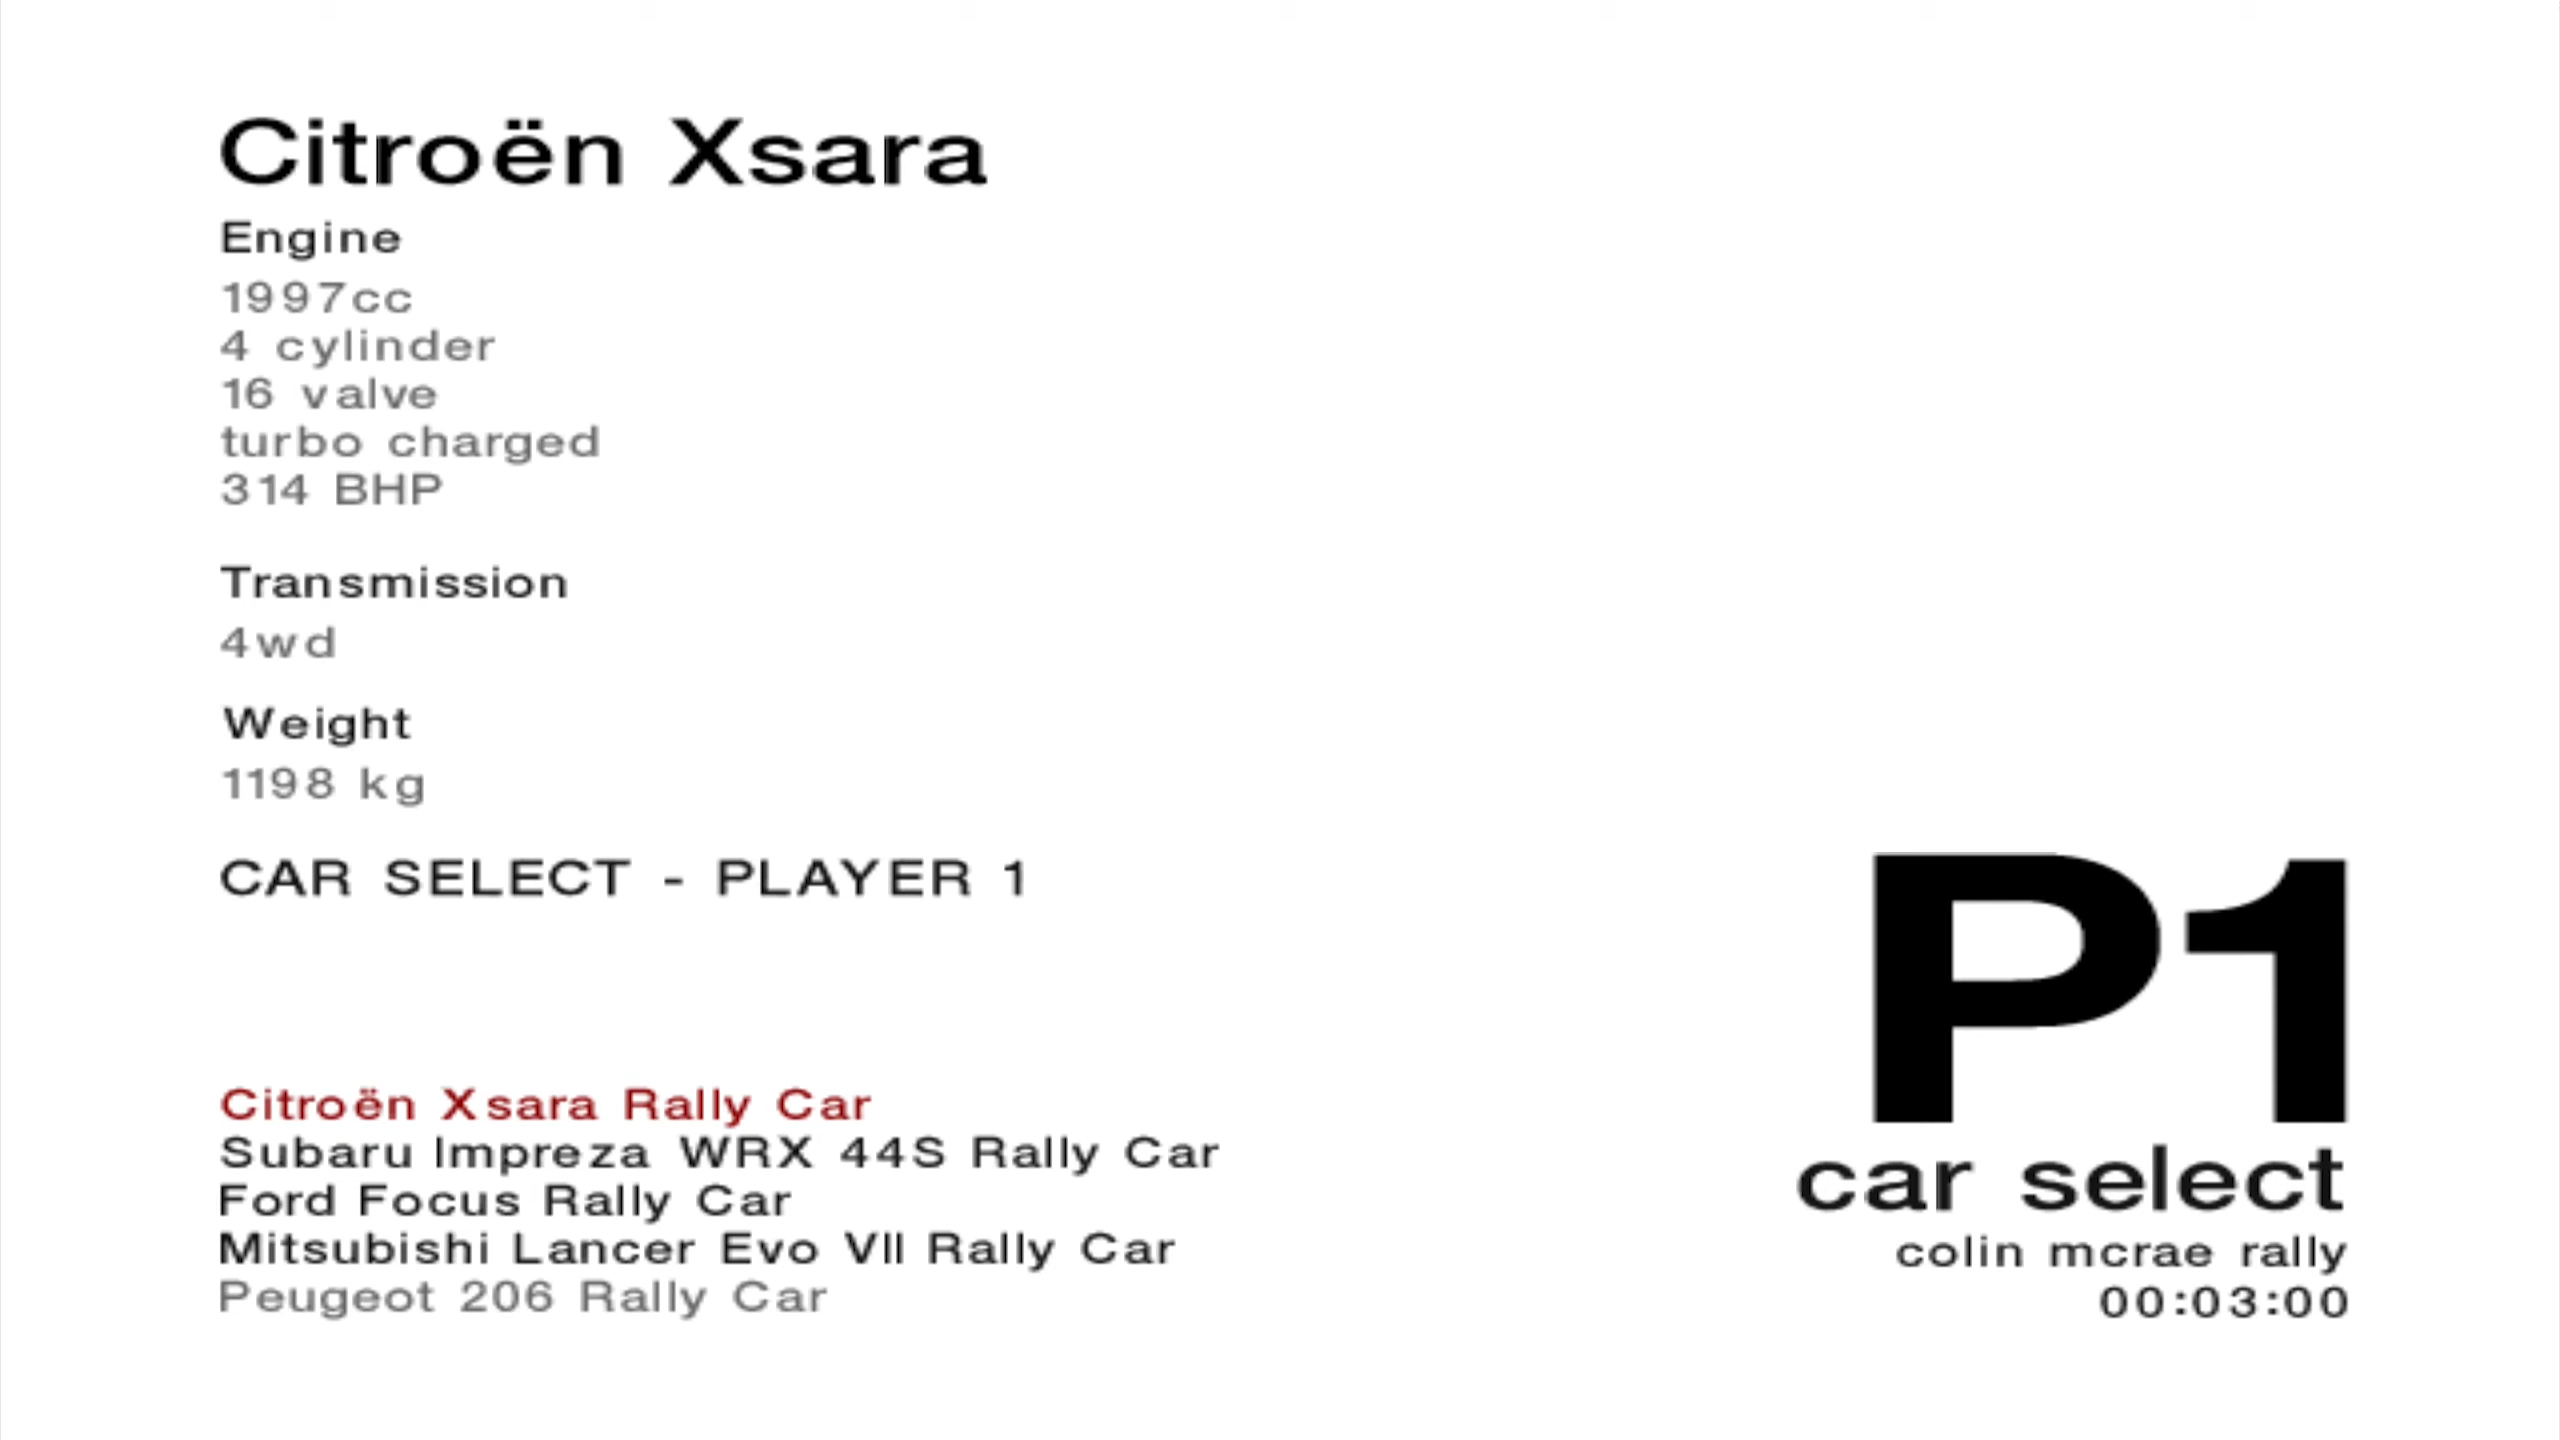 Citroën Xsara
Engine
1997cc
4 cylinder
16 valve
turbo charged
314 BHP
Transmission
4wd
Weight
1198 kg
CAR SELECT - PLAYER 1
Citroën Xsara Rally Car
Subaru Impreza WRX 44S Rally Car
Ford Focus Rally Car
Mitsubishi Lancer Evo VII Rally Car
Peugeot 206 Rally Car
P1
car select
colin mcrae rally
00:03:00